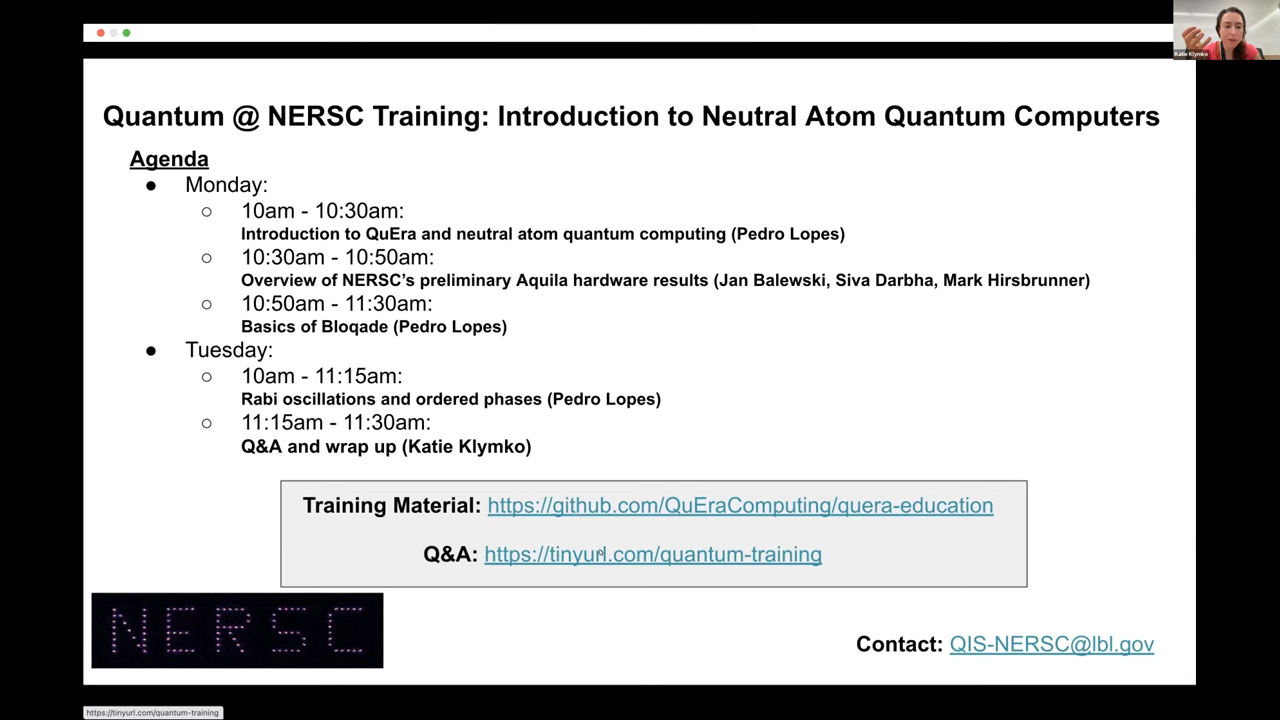 Katie Klymko
Quantum @ NERSC Training: Introduction to Neutral Atom Quantum Computers
Agenda
● Monday:
○ 10am - 10:30am:
Introduction to QuEra and neutral atom quantum computing (Pedro Lopes)
○ 10:30am - 10:50am:
Overview of NERSC’s preliminary Aquila hardware results (Jan Balewski, Siva Darbha, Mark Hirsbrunner)
○ 10:50am - 11:30am:
Basics of Bloqade (Pedro Lopes)
● Tuesday:
○ 10am - 11:15am:
Rabi oscillations and ordered phases (Pedro Lopes)
○ 11:15am - 11:30am:
Q&A and wrap up (Katie Klymko)
Training Material: https://github.com/QuEraComputing/quera-education
Q&A: https://tinyurl.com/quantum-training
NERSC
Contact: QIS-NERSC@lbl.gov
https://tinyurl.com/quantum-training